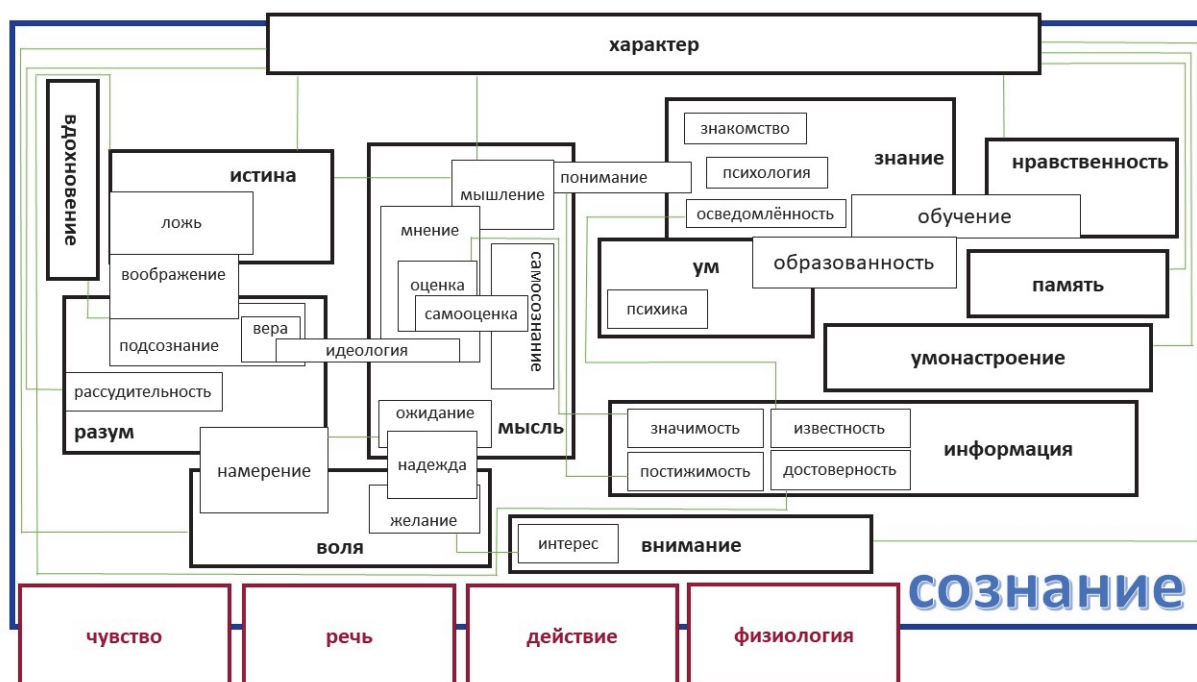 характер
вдохновение
истина
ложь
воображение
подсознание
вера
идеология
рассудительность
разум
намерение
мышление
понимание
мнение
оценка
самооценка
самосознание
ожидание
мысль
надежда
желание
воля
знакомство
знание
психология
осведомлённость
обучение
нравственность
ум
образованность
психика
память
умонастроение
значимость
известность
информация
постижимость
достоверность
интерес
внимание
сознание
чувство
речь
действие
физиология